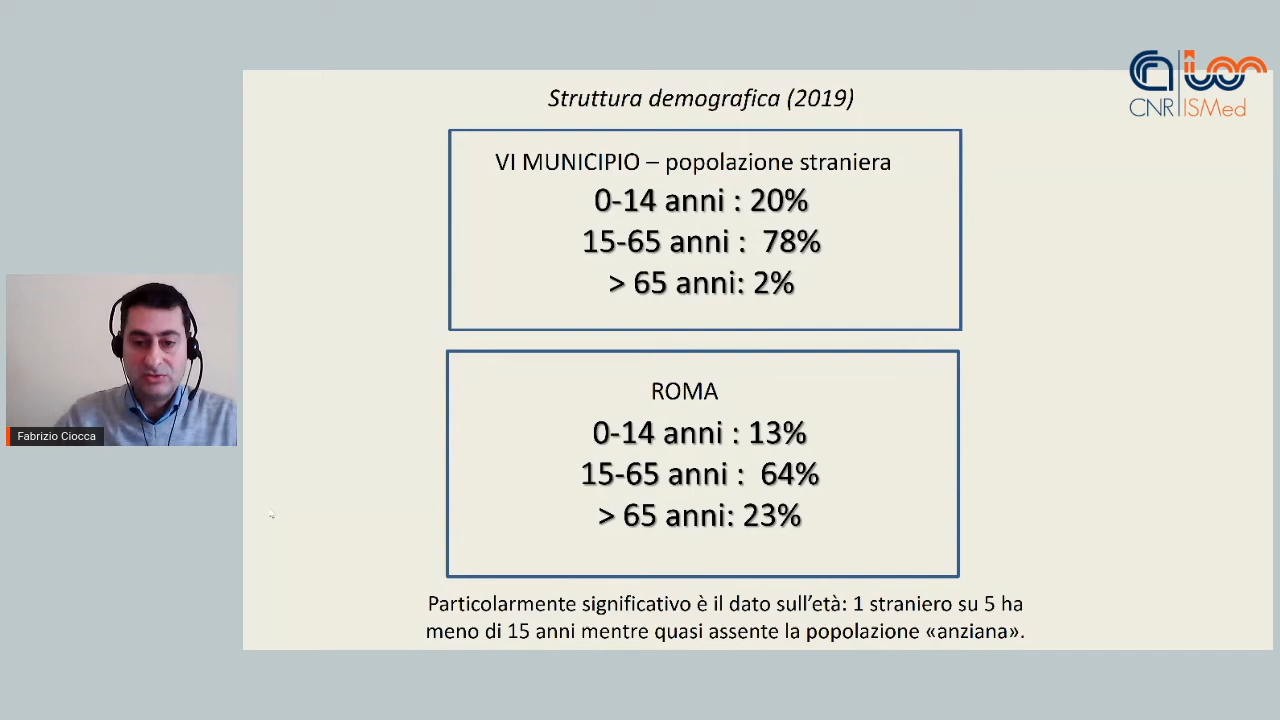 CNR ISMed
Struttura demografica (2019)
VI MUNICIPIO – popolazione straniera
0-14 anni : 20%
15-65 anni : 78%
> 65 anni: 2%
ROMA
0-14 anni : 13%
15-65 anni : 64%
> 65 anni: 23%
Particolarmente significativo è il dato sull’età: 1 straniero su 5 ha
meno di 15 anni mentre quasi assente la popolazione «anziana».
Fabrizio Ciocca